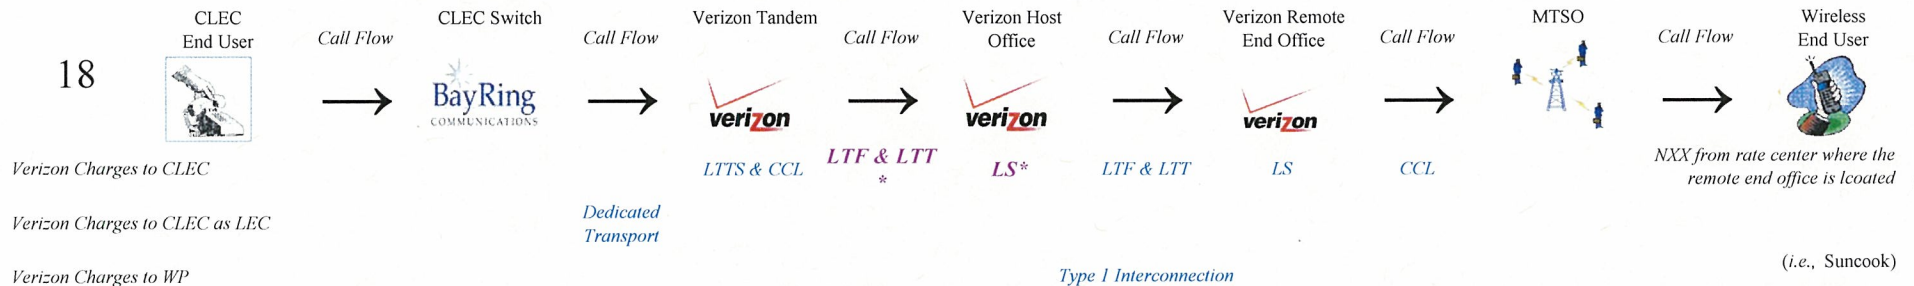 18
CLEC
End User
Call Flow
CLEC Switch
Call Flow
Verizon Tandem
Call Flow
Verizon Host
Office
Call Flow
Verizon Remote
End Office
Call Flow
MTSO
Call Flow
Wireless
End User
BayRing
COMMUNICATIONS
verizon
verizon
verizon
Verizon Charges to CLEC
LTTS & CCL
LTF & LTT
*
LS*
LTF & LTT
LS
CCL
NXX from rate center where the
remote end office is lcoated
Verizon Charges to CLEC as LEC
Dedicated
Transport
Verizon Charges to WP
Type 1 Interconnection
(i.e., Suncook)